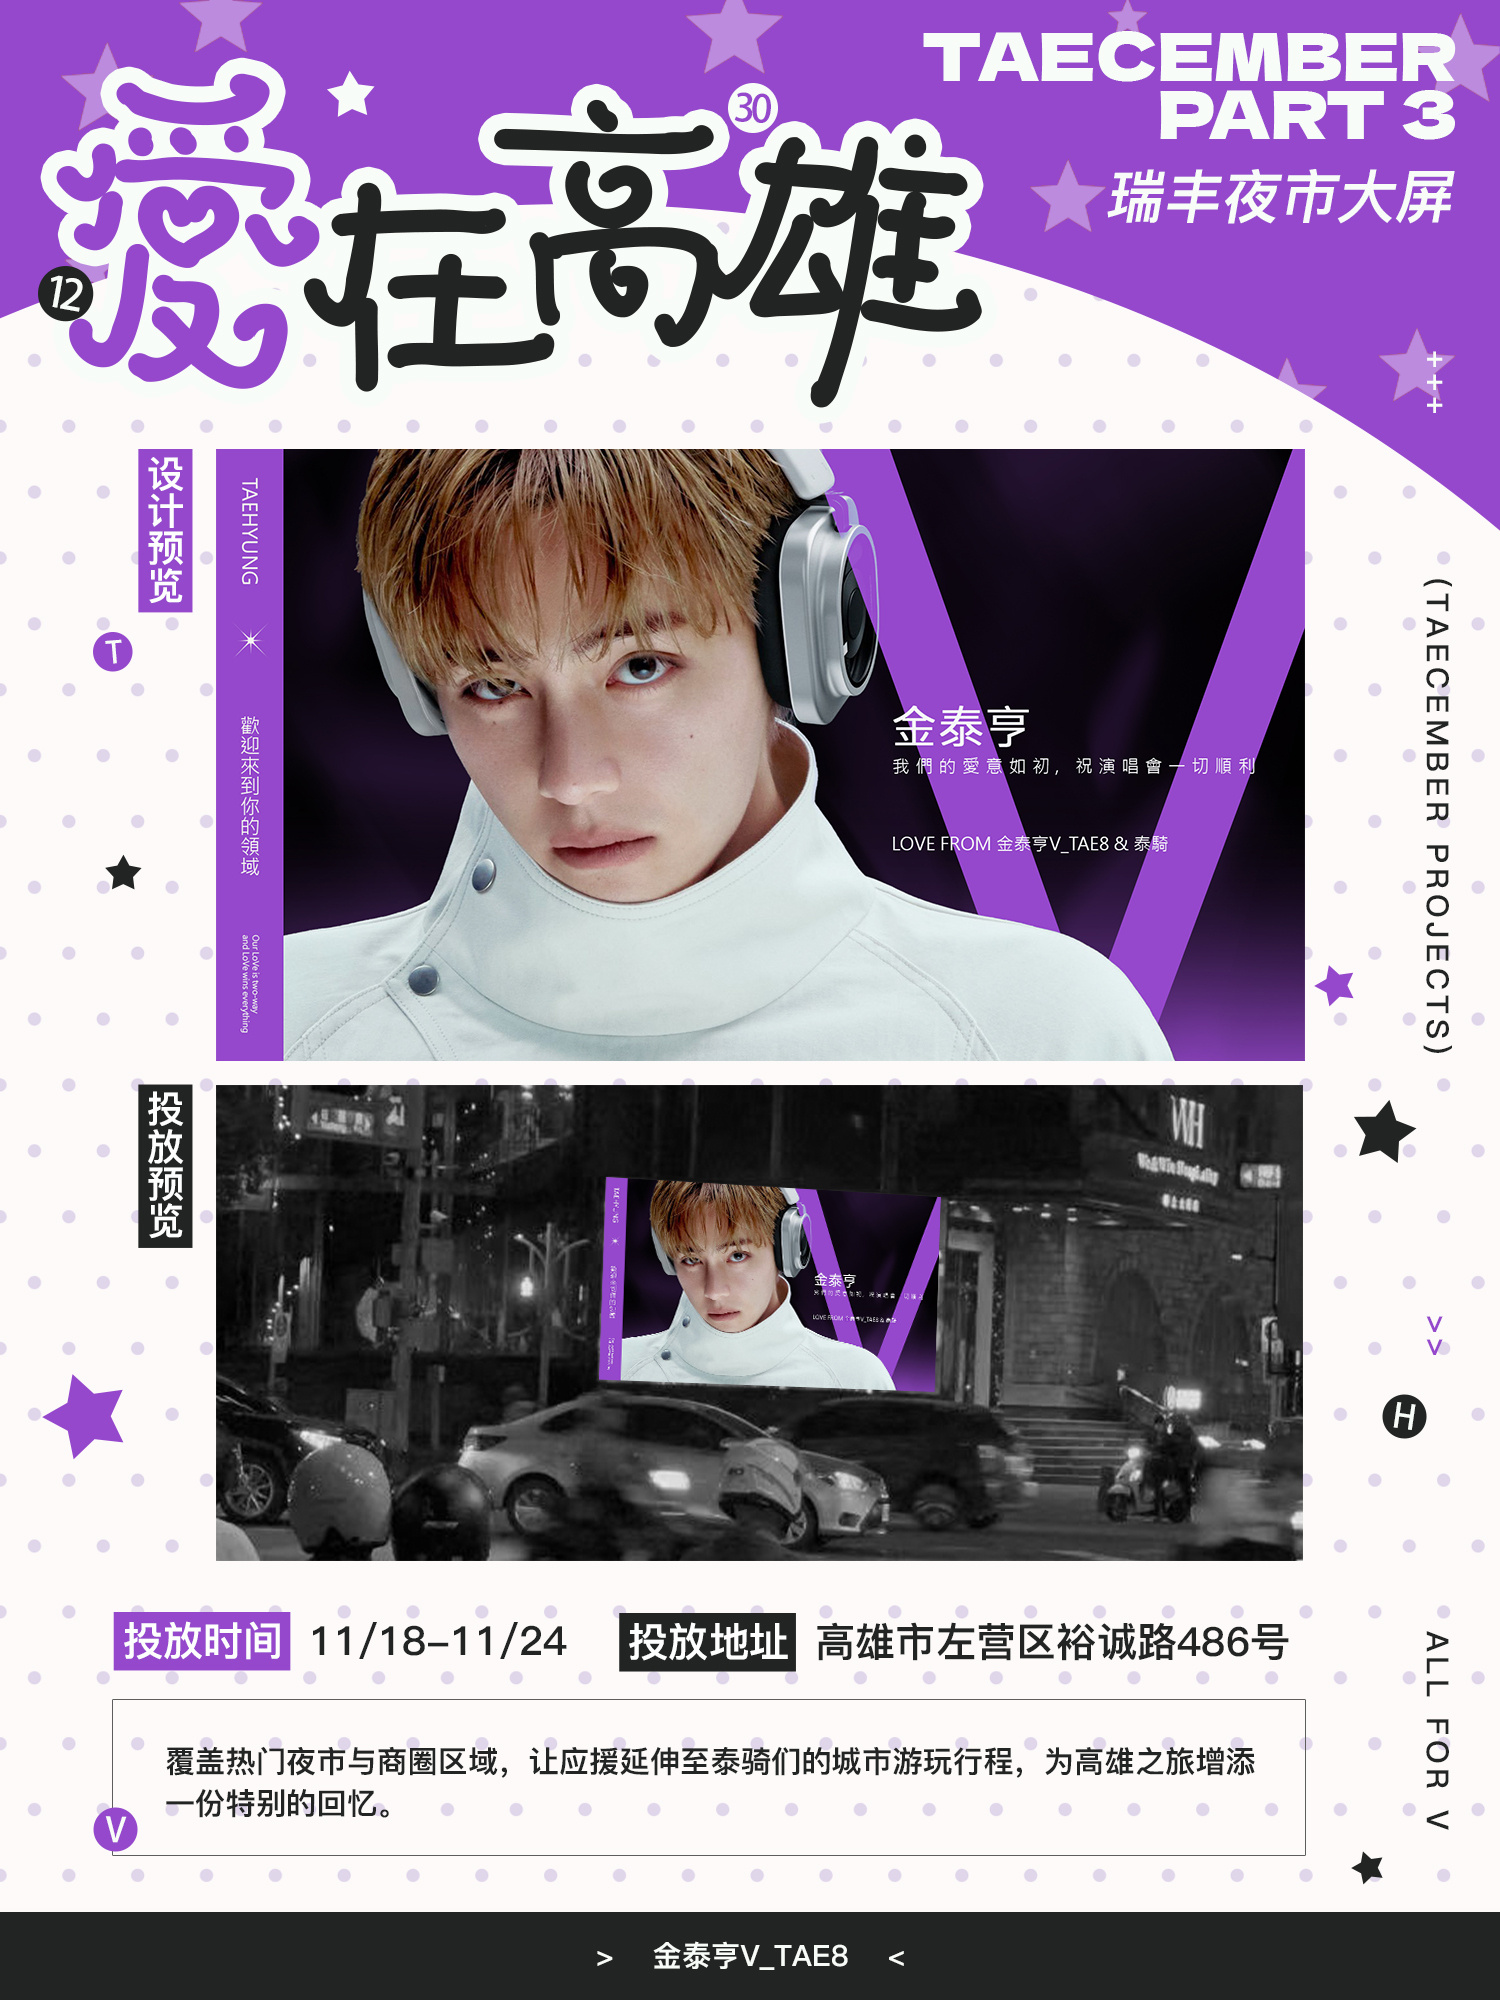 TAECEMBER
PART 3
瑞丰夜市大屏
爱在高雄
30
12
+++
设计预览
TAEHYUNG
歡迎來到你的領域
Our LoVe is two-way
and LoVe wins everything
金泰亨
我們的愛意如初，祝演唱會一切順利
LOVE FROM 金泰亨V_TAE8 & 泰騎
T
(TAECEMBER PROJECTS)
投放预览
WH
金泰亨
H
投放时间 11/18-11/24
投放地址 高雄市左营区裕诚路486号
覆盖热门夜市与商圈区域，让应援延伸至泰骑们的城市游玩行程，为高雄之旅增添
一份特别的回忆。
V
ALL FOR V
> 金泰亨V_TAE8 <